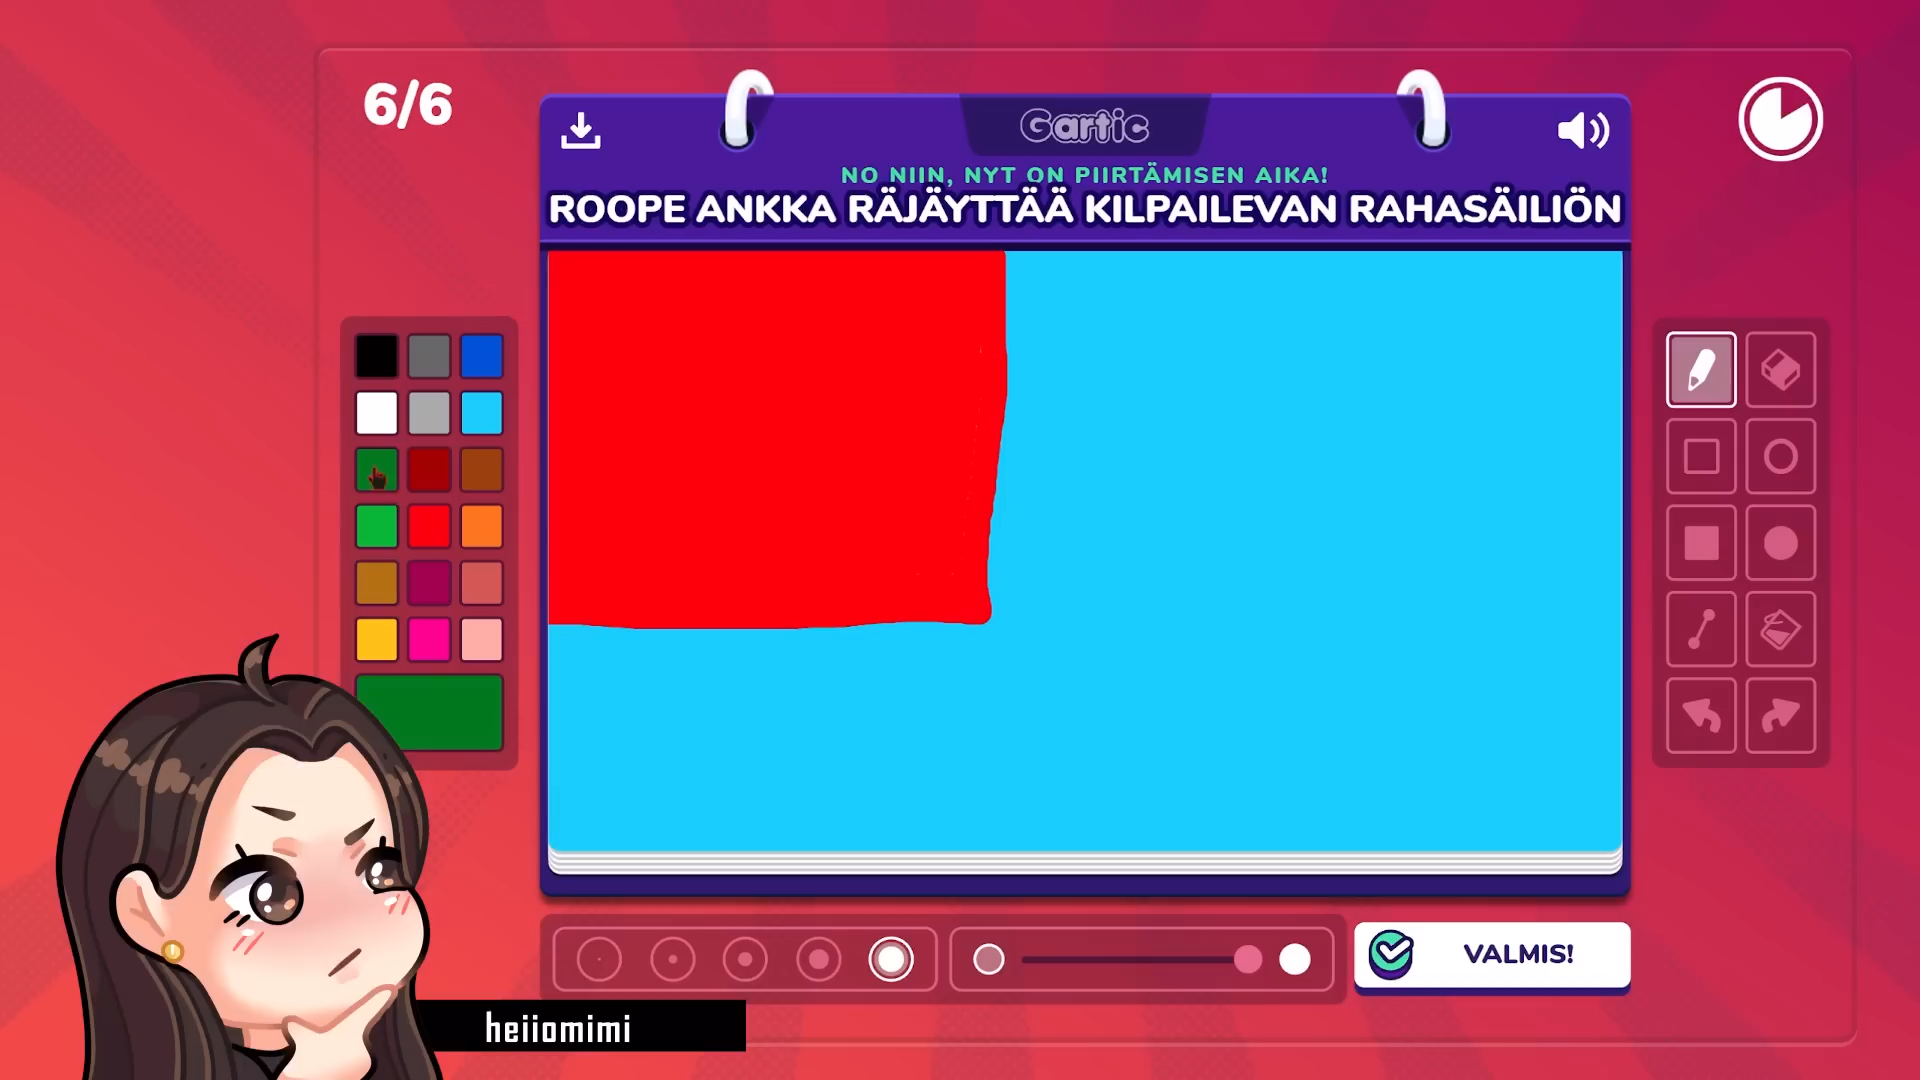 6/6
Gartic
NO NIIN, NYT ON PIIRTÄMISEN AIKA!
ROOPE ANKKA RÄJÄYTTÄÄ KILPAILEVAN RAHASÄILIÖN
VALMIS!
heiiomimi